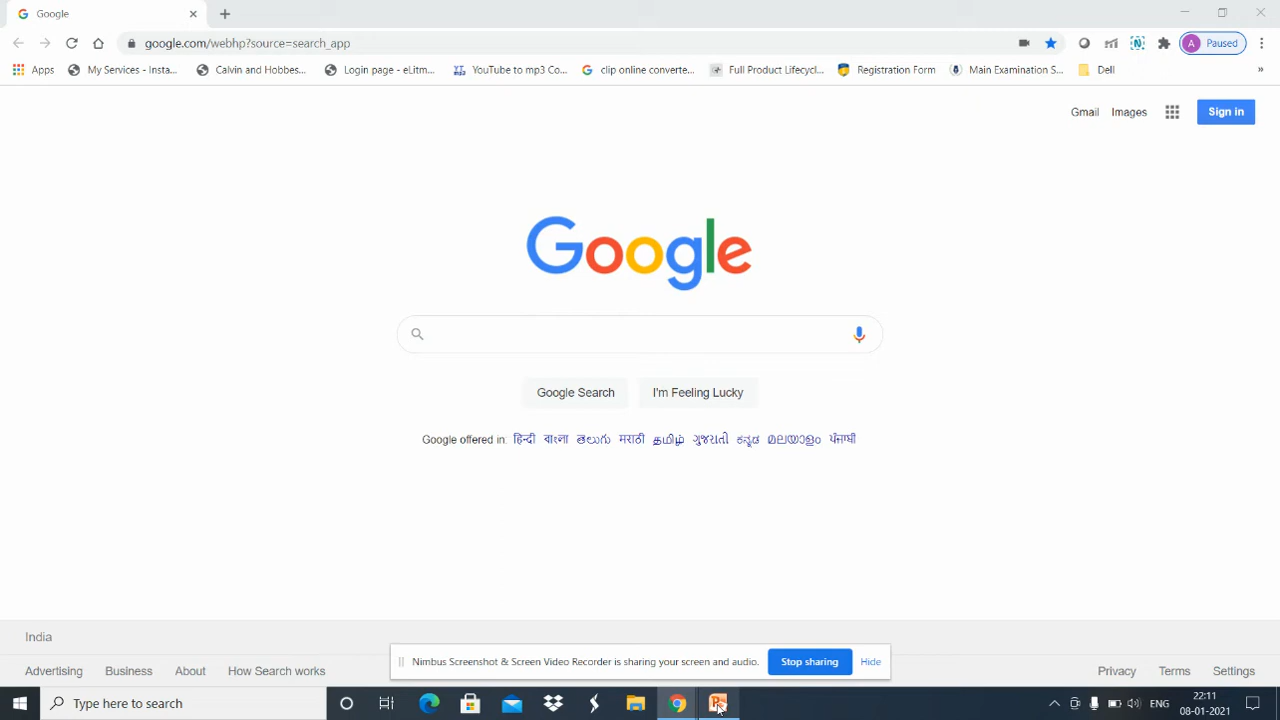 Google
google.com/webhp?source=search_app
Paused
Apps My Services - Insta... Calvin and Hobbes... Login page - eLitm... YouTube to mp3 Co... clip online converte... Full Product Lifecycl... Registration Form Main Examination S... Dell »
Gmail Images Sign in
Google
Google Search I'm Feeling Lucky
Google offered in: हिन्दी বাংলা తెలుగు मराठी தமிழ் ગુજરાતી ಕನ್ನಡ മലയാളം ਪੰਜਾਬੀ
India
Nimbus Screenshot & Screen Video Recorder is sharing your screen and audio. Stop sharing Hide
Advertising Business About How Search works Privacy Terms Settings
Type here to search ENG 22:11
08-01-2021